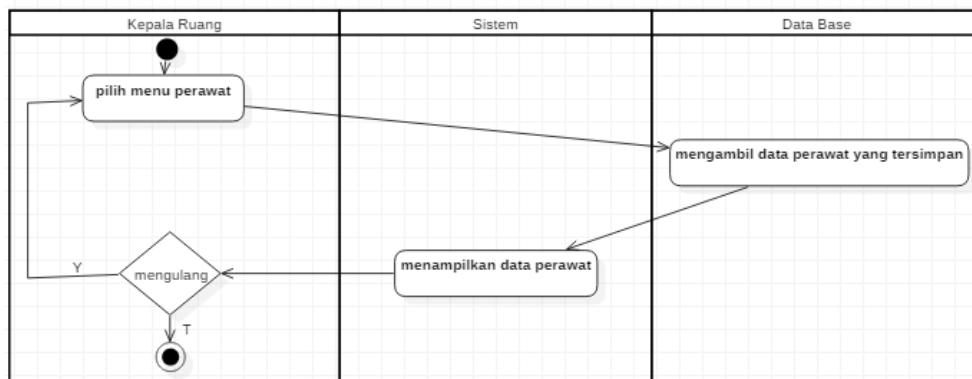 Kepala Ruang
Sistem
Data Base
pilih menu perawat
mengambil data perawat yang tersimpan
menampilkan data perawat
mengulang
Y
T